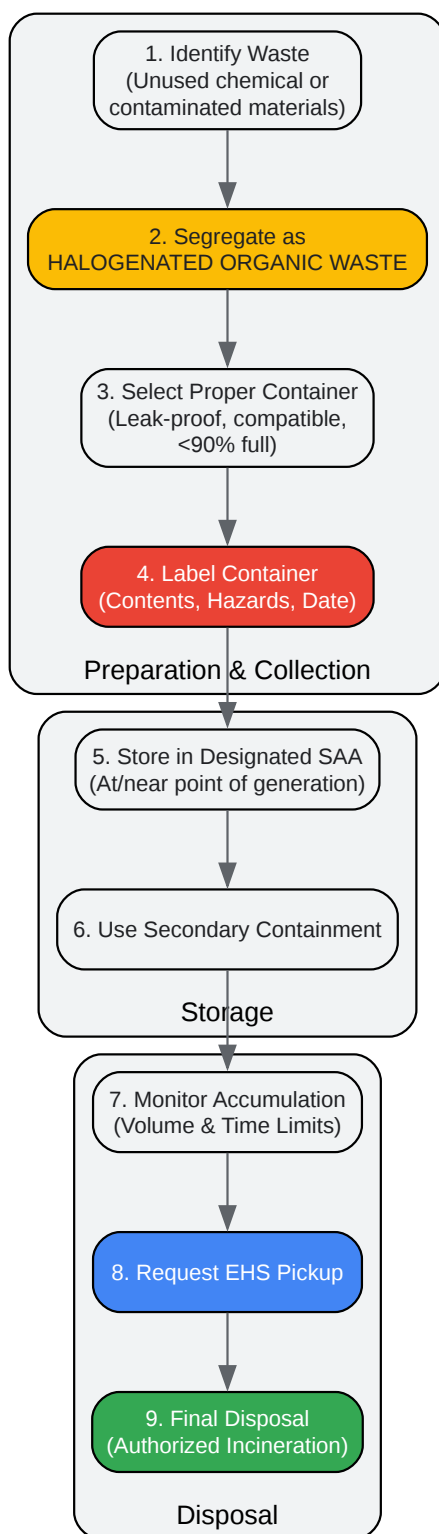 1. Identify Waste
(Unused chemical or
contaminated materials)
2. Segregate as
HALOGENATED ORGANIC WASTE
3. Select Proper Container
(Leak-proof, compatible,
<90% full)
4. Label Container
(Contents, Hazards, Date)
Preparation & Collection
5. Store in Designated SAA
(At/near point of generation)
6. Use Secondary Containment
Storage
7. Monitor Accumulation
(Volume & Time Limits)
8. Request EHS Pickup
9. Final Disposal
(Authorized Incineration)
Disposal